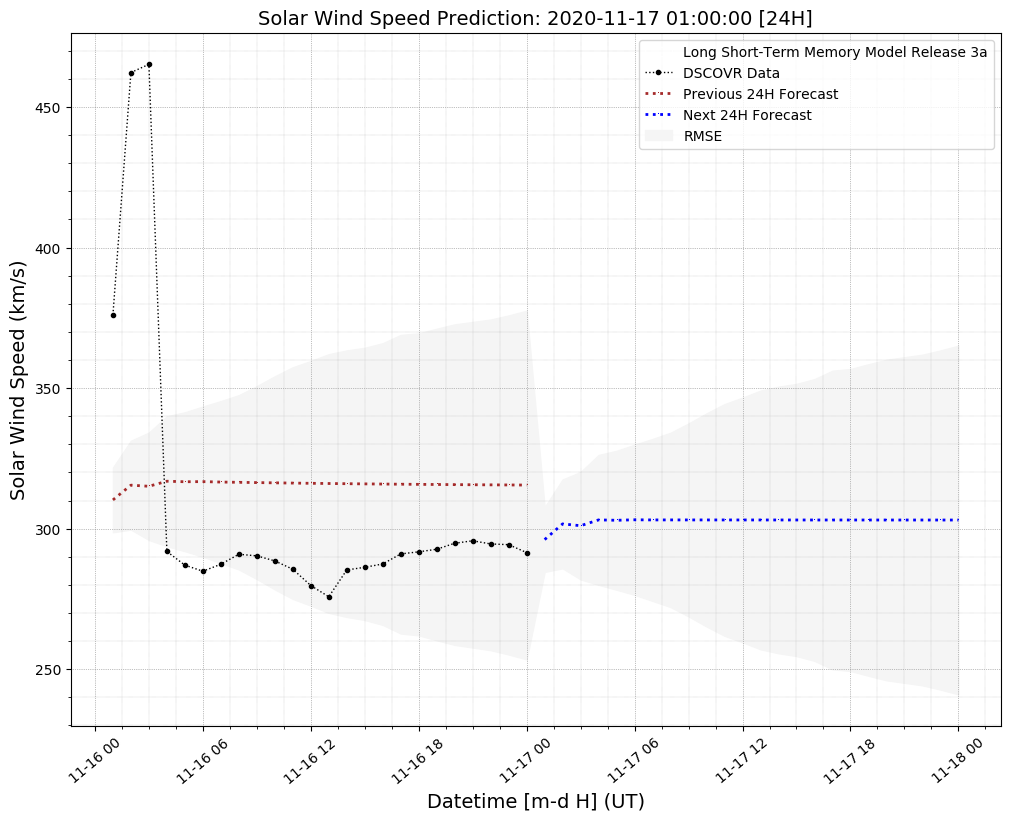 Solar Wind Speed Prediction: 2020-11-17 01:00:00 [24H]
Long Short-Term Memory Model Release 3a
DSCOVR Data
Previous 24H Forecast
Next 24H Forecast
RMSE
Solar Wind Speed (km/s)
450
400
350
300
250
11-16 00
11-16 06
11-16 12
11-16 18
11-17 00
11-17 06
11-17 12
11-17 18
11-18 00
Datetime [m-d H] (UT)